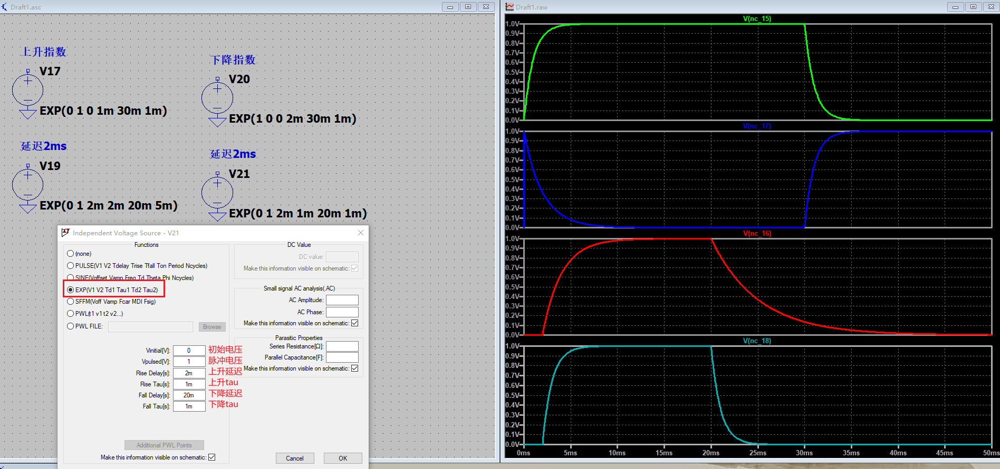 Draft1.asc
上升指数
V17
EXP(0 1 0 1m 30m 1m)
下降指数
V20
EXP(1 0 0 2m 30m 1m)
延迟2ms
V19
EXP(0 1 2m 2m 20m 5m)
延迟2ms
V21
EXP(0 1 2m 1m 20m 1m)
Independent Voltage Source - V21
Functions
(none)
PULSE(V1 V2 Tdelay Trise Tfall Ton Period Ncycles)
SINE(Voffset Vamp Freq Td Theta Phi Ncycles)
EXP(V1 V2 Td1 Tau1 Td2 Tau2)
SFFM(Voff Vamp Fcar MDI Fsig)
PWL(t1 v1 t2 v2...)
PWL FILE:
Browse
Vinitial[V]: 0 初始电压
Vpulsed[V]: 1 脉冲电压
Rise Delay[s]: 2m 上升延迟
Rise Tau[s]: 1m 上升tau
Fall Delay[s]: 20m 下降延迟
Fall Tau[s]: 1m 下降tau
Additional PWL Points
Make this information visible on schematic:
DC Value
DC value:
Make this information visible on schematic:
Small signal AC analysis(.AC)
AC Amplitude:
AC Phase:
Make this information visible on schematic:
Parasitic Properties
Series Resistance[Ω]:
Parallel Capacitance[F]:
Make this information visible on schematic:
Cancel
OK
Draft1.raw
V(nc_15)
1.0V
0.9V
0.8V
0.7V
0.6V
0.5V
0.4V
0.3V
0.2V
0.1V
0.0V
V(nc_17)
1.0V
0.9V
0.8V
0.7V
0.6V
0.5V
0.4V
0.3V
0.2V
0.1V
0.0V
V(nc_16)
1.0V
0.9V
0.8V
0.7V
0.6V
0.5V
0.4V
0.3V
0.2V
0.1V
0.0V
V(nc_18)
1.0V
0.9V
0.8V
0.7V
0.6V
0.5V
0.4V
0.3V
0.2V
0.1V
0.0V
0ms 5ms 10ms 15ms 20ms 25ms 30ms 35ms 40ms 45ms 50ms